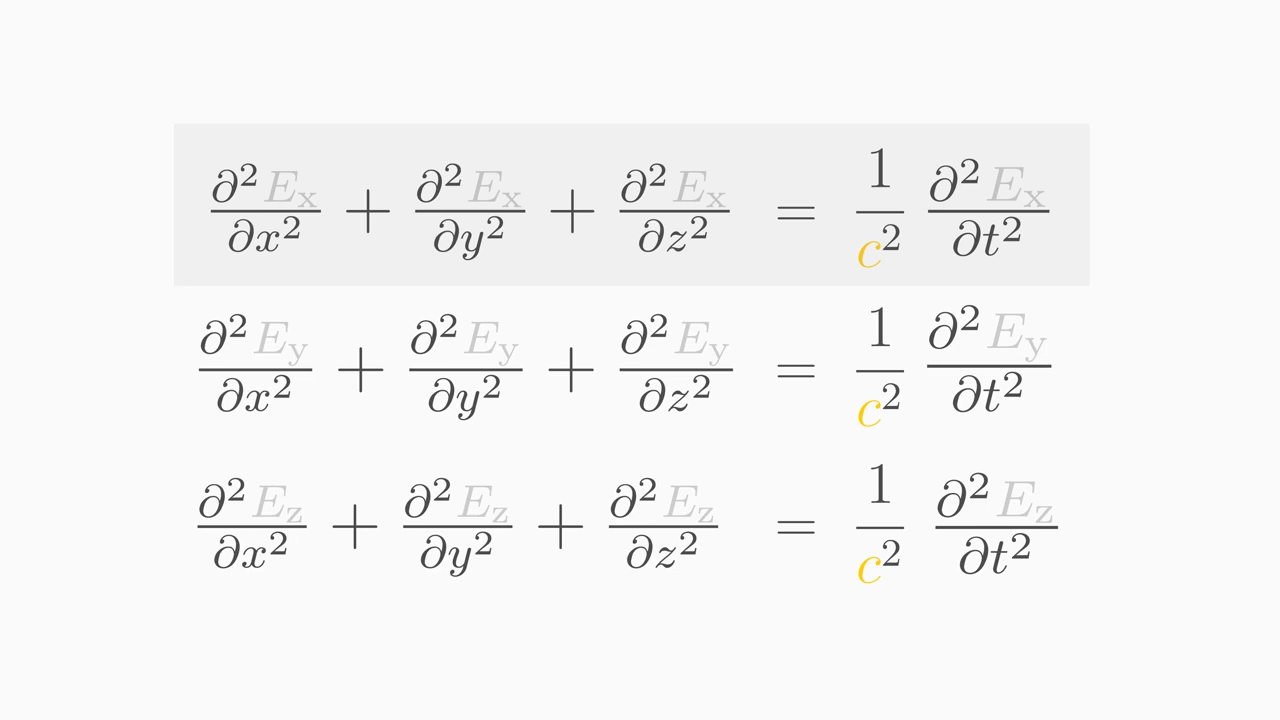 ∂²Eₓ/∂x² + ∂²Eₓ/∂y² + ∂²Eₓ/∂z² = 1/c² ∂²Eₓ/∂t²
∂²E_y/∂x² + ∂²E_y/∂y² + ∂²E_y/∂z² = 1/c² ∂²E_y/∂t²
∂²E_z/∂x² + ∂²E_z/∂y² + ∂²E_z/∂z² = 1/c² ∂²E_z/∂t²